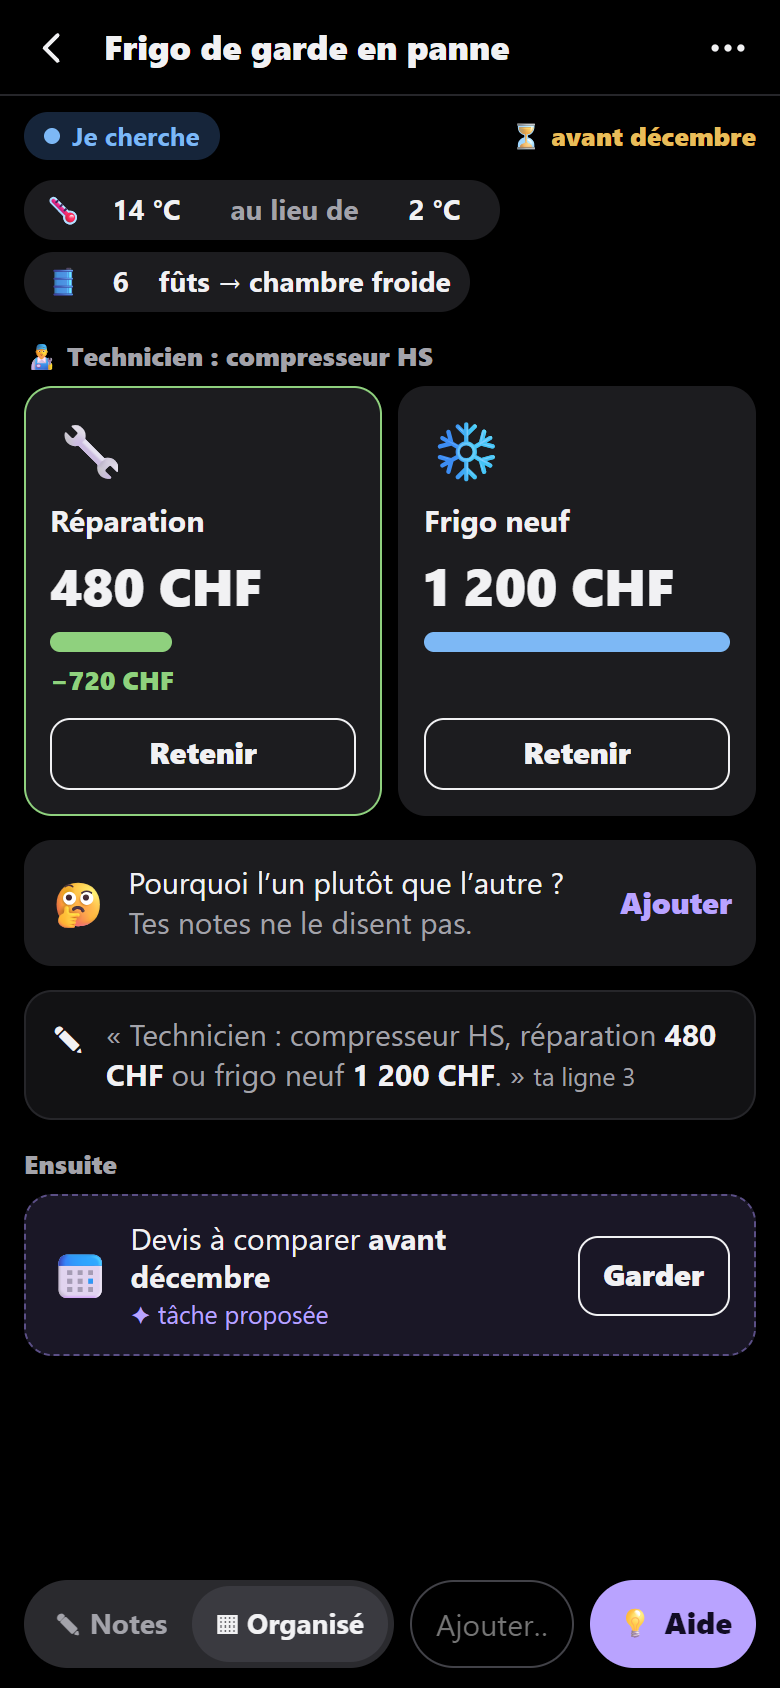 Frigo de garde en panne
Je cherche
avant décembre
14 °C au lieu de 2 °C
6 fûts → chambre froide
Technicien : compresseur HS
Réparation
480 CHF
−720 CHF
Retenir
Frigo neuf
1 200 CHF
Retenir
Pourquoi l’un plutôt que l’autre ?
Tes notes ne le disent pas.
Ajouter
« Technicien : compresseur HS, réparation 480
CHF ou frigo neuf 1 200 CHF. » ta ligne 3
Ensuite
Devis à comparer avant
décembre
✦ tâche proposée
Garder
Notes
Organisé
Ajouter..
Aide